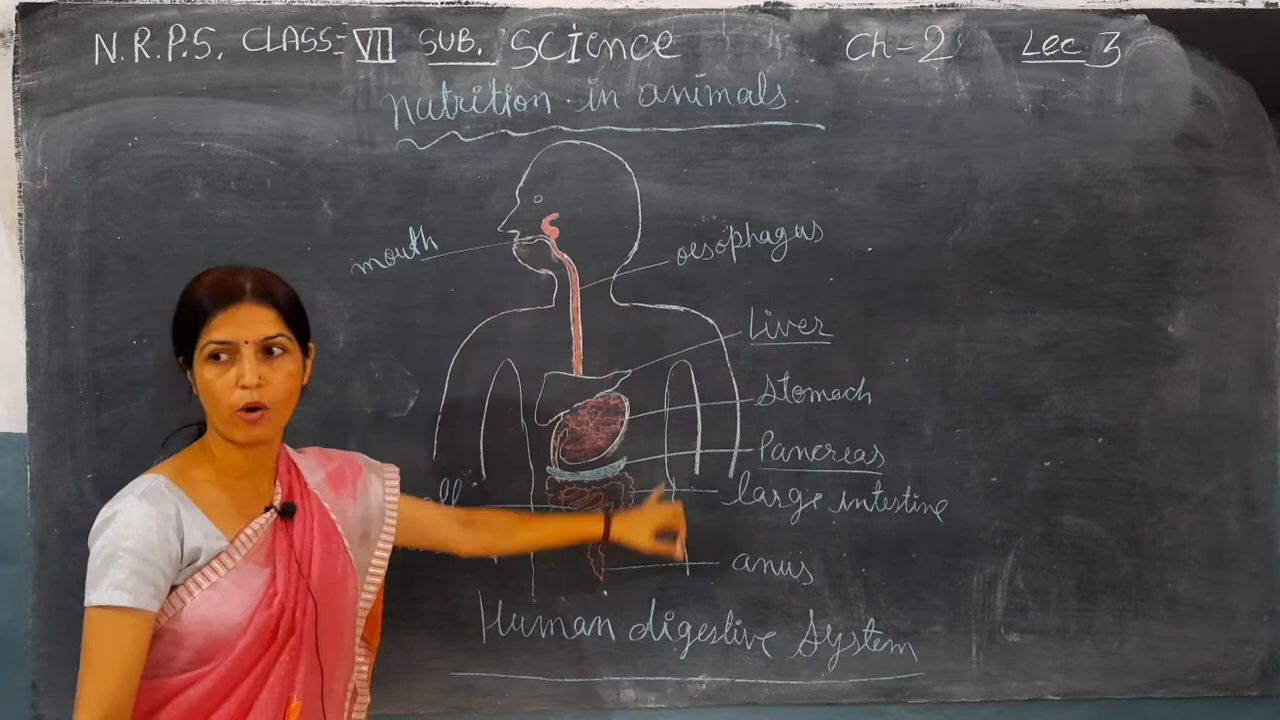 N.R.P.S. CLASS:- VII SUB. Science Ch-2 Lec 3
Nutrition in animals.
mouth
oesophagus
Liver
Stomach
Pancreas
large intestine
anus
Human digestive System